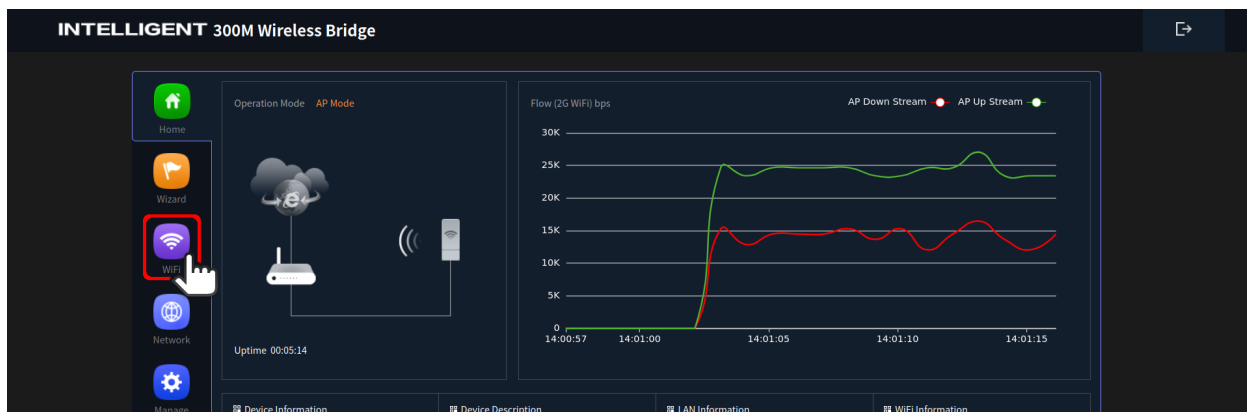 INTELLIGENT 300M Wireless Bridge
Home
Wizard
WiFi
Network
Manage
Operation Mode AP Mode
Uptime 00:05:14
Flow (2G WiFi) bps
AP Down Stream AP Up Stream
30K
25K
20K
15K
10K
5K
0
14:00:57 14:01:00 14:01:05 14:01:10 14:01:15
Device Information Device Description LAN Information WiFi Information